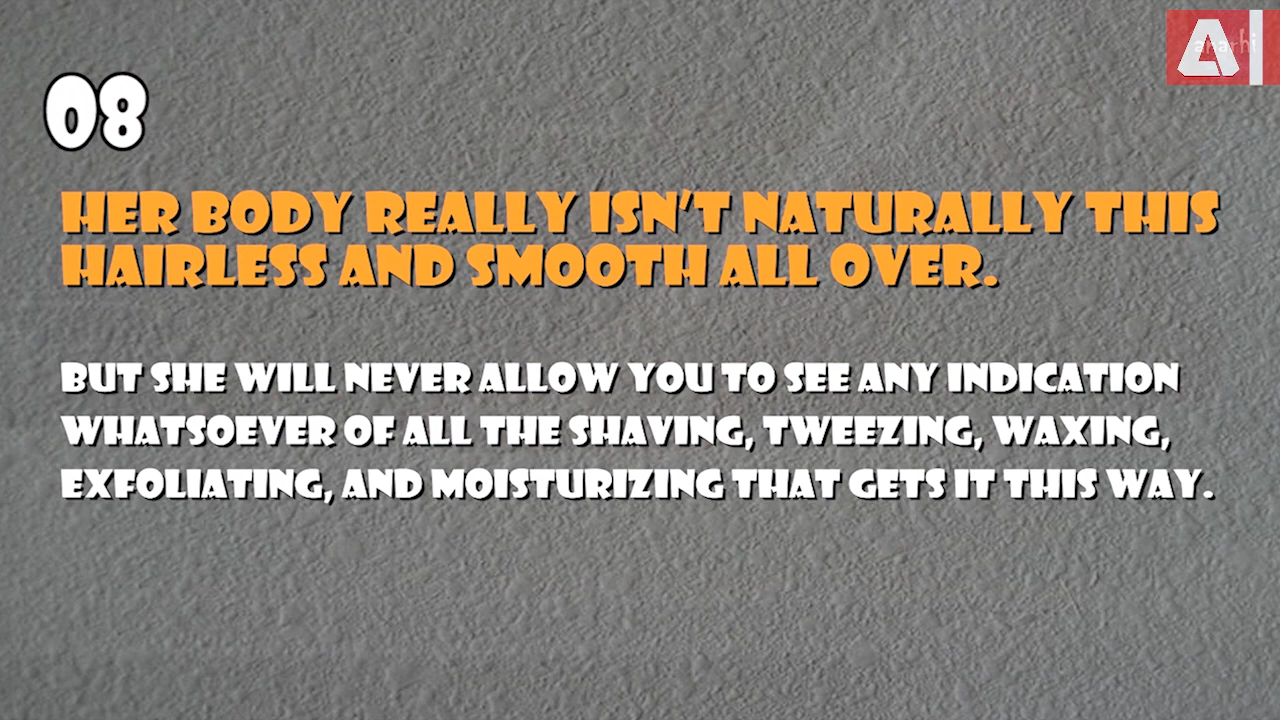 08
HER BODY REALLY ISN'T NATURALLY THIS
HAIRLESS AND SMOOTH ALL OVER.
BUT SHE WILL NEVER ALLOW YOU TO SEE ANY INDICATION
WHATSOEVER OF ALL THE SHAVING, TWEEZING, WAXING,
EXFOLIATING, AND MOISTURIZING THAT GETS IT THIS WAY.